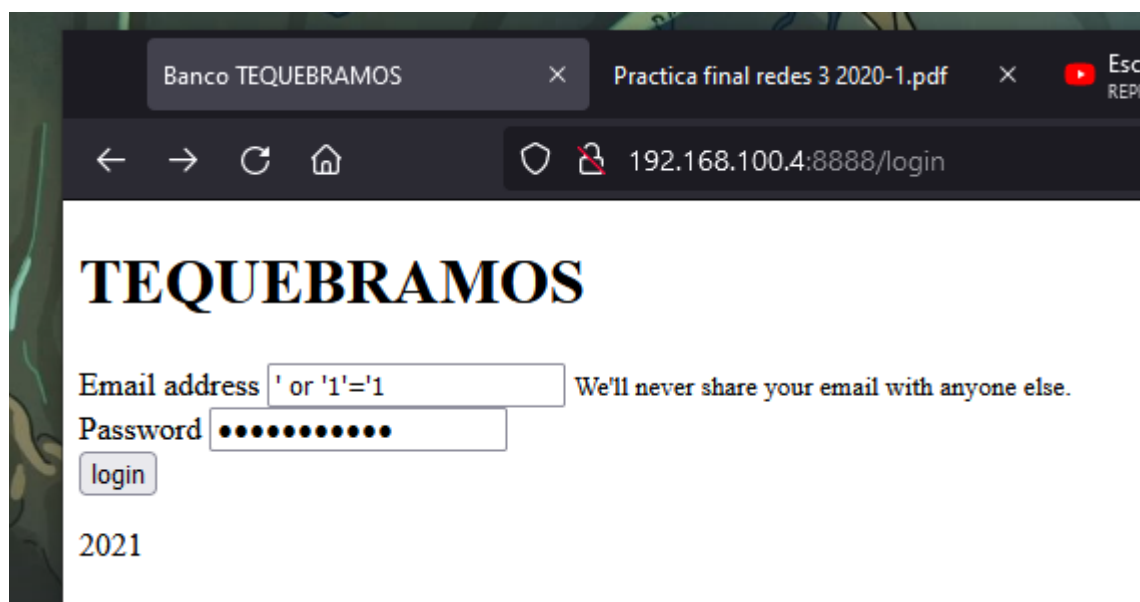 Banco TEQUEBRAMOS
Practica final redes 3 2020-1.pdf
192.168.100.4:8888/login
TEQUEBRAMOS
Email address ' or '1'='1 We'll never share your email with anyone else.
Password
login
2021